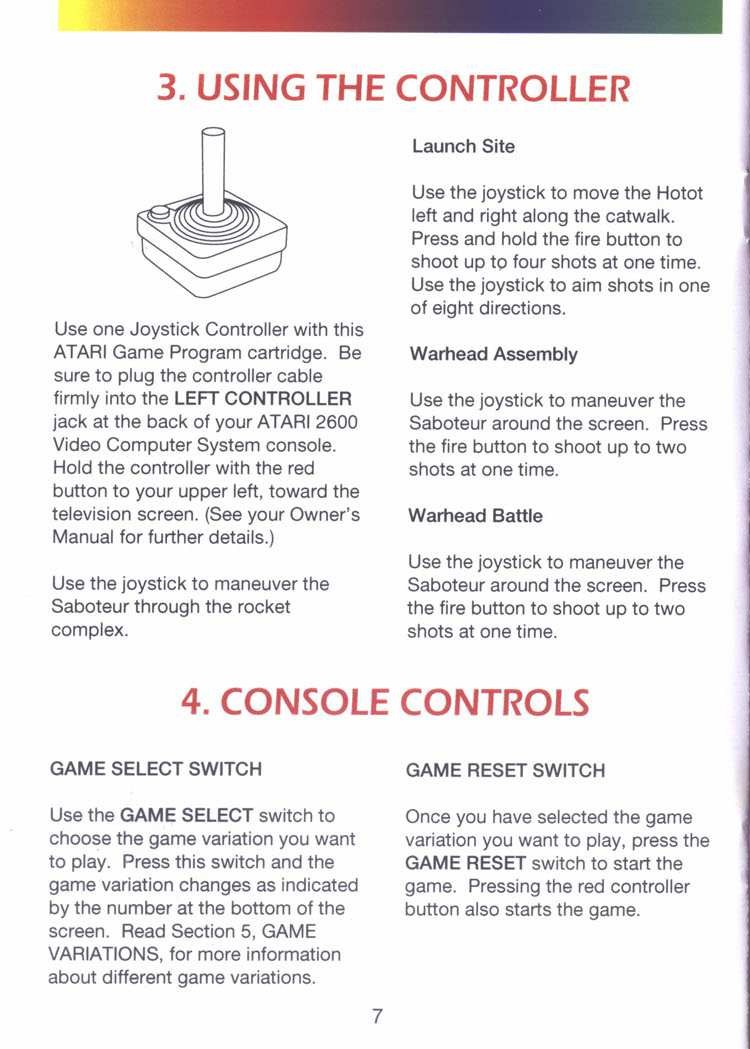 3. USING THE CONTROLLER
Use one Joystick Controller with this
ATARI Game Program cartridge. Be
sure to plug the controller cable
firmly into the LEFT CONTROLLER
jack at the back of your ATARI 2600
Video Computer System console.
Hold the controller with the red
button to your upper left, toward the
television screen. (See your Owner's
Manual for further details.)
Use the joystick to maneuver the
Saboteur through the rocket
complex.
Launch Site
Use the joystick to move the Hotot
left and right along the catwalk.
Press and hold the fire button to
shoot up to four shots at one time.
Use the joystick to aim shots in one
of eight directions.
Warhead Assembly
Use the joystick to maneuver the
Saboteur around the screen. Press
the fire button to shoot up to two
shots at one time.
Warhead Battle
Use the joystick to maneuver the
Saboteur around the screen. Press
the fire button to shoot up to two
shots at one time.
4. CONSOLE CONTROLS
GAME SELECT SWITCH
Use the GAME SELECT switch to
choose the game variation you want
to play. Press this switch and the
game variation changes as indicated
by the number at the bottom of the
screen. Read Section 5, GAME
VARIATIONS, for more information
about different game variations.
GAME RESET SWITCH
Once you have selected the game
variation you want to play, press the
GAME RESET switch to start the
game. Pressing the red controller
button also starts the game.
7